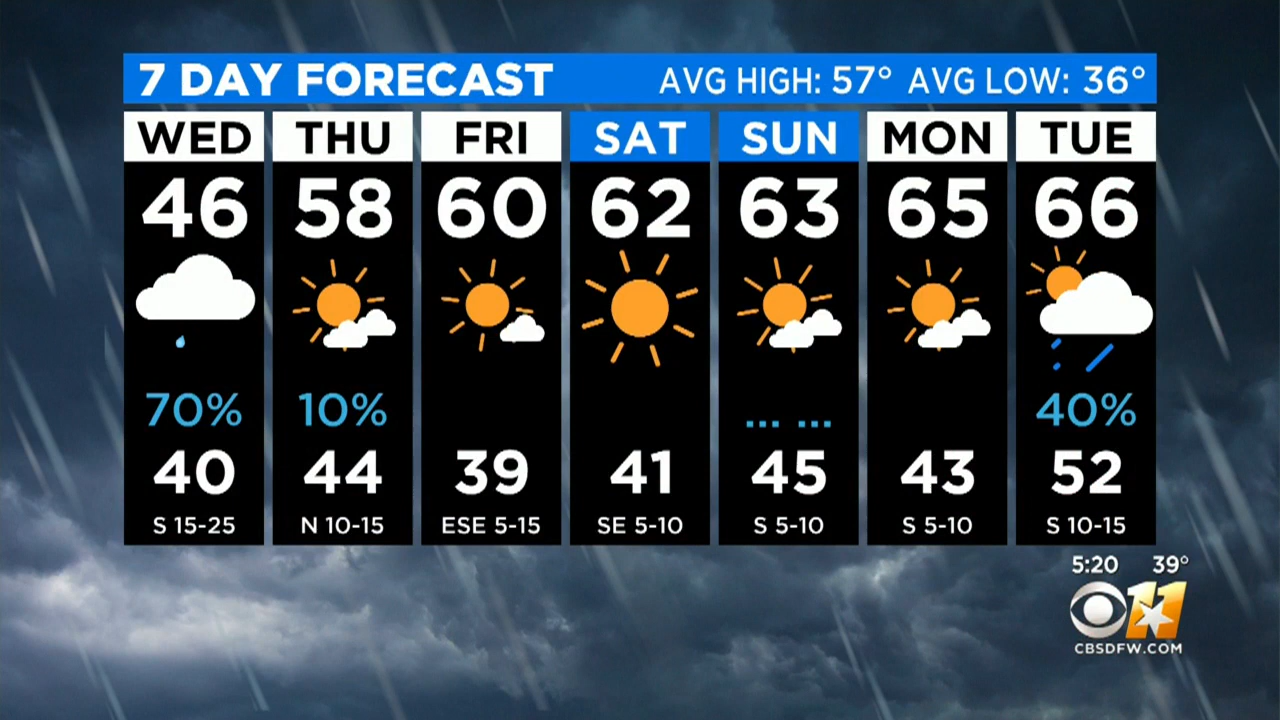 7 DAY FORECAST AVG HIGH: 57° AVG LOW: 36°
WED THU FRI SAT SUN MON TUE
46 58 60 62 63 65 66
70% 10% ... ... 40%
40 44 39 41 45 43 52
S 15-25 N 10-15 ESE 5-15 SE 5-10 S 5-10 S 5-10 S 10-15
5:20 39°
11
CBSDFW.COM